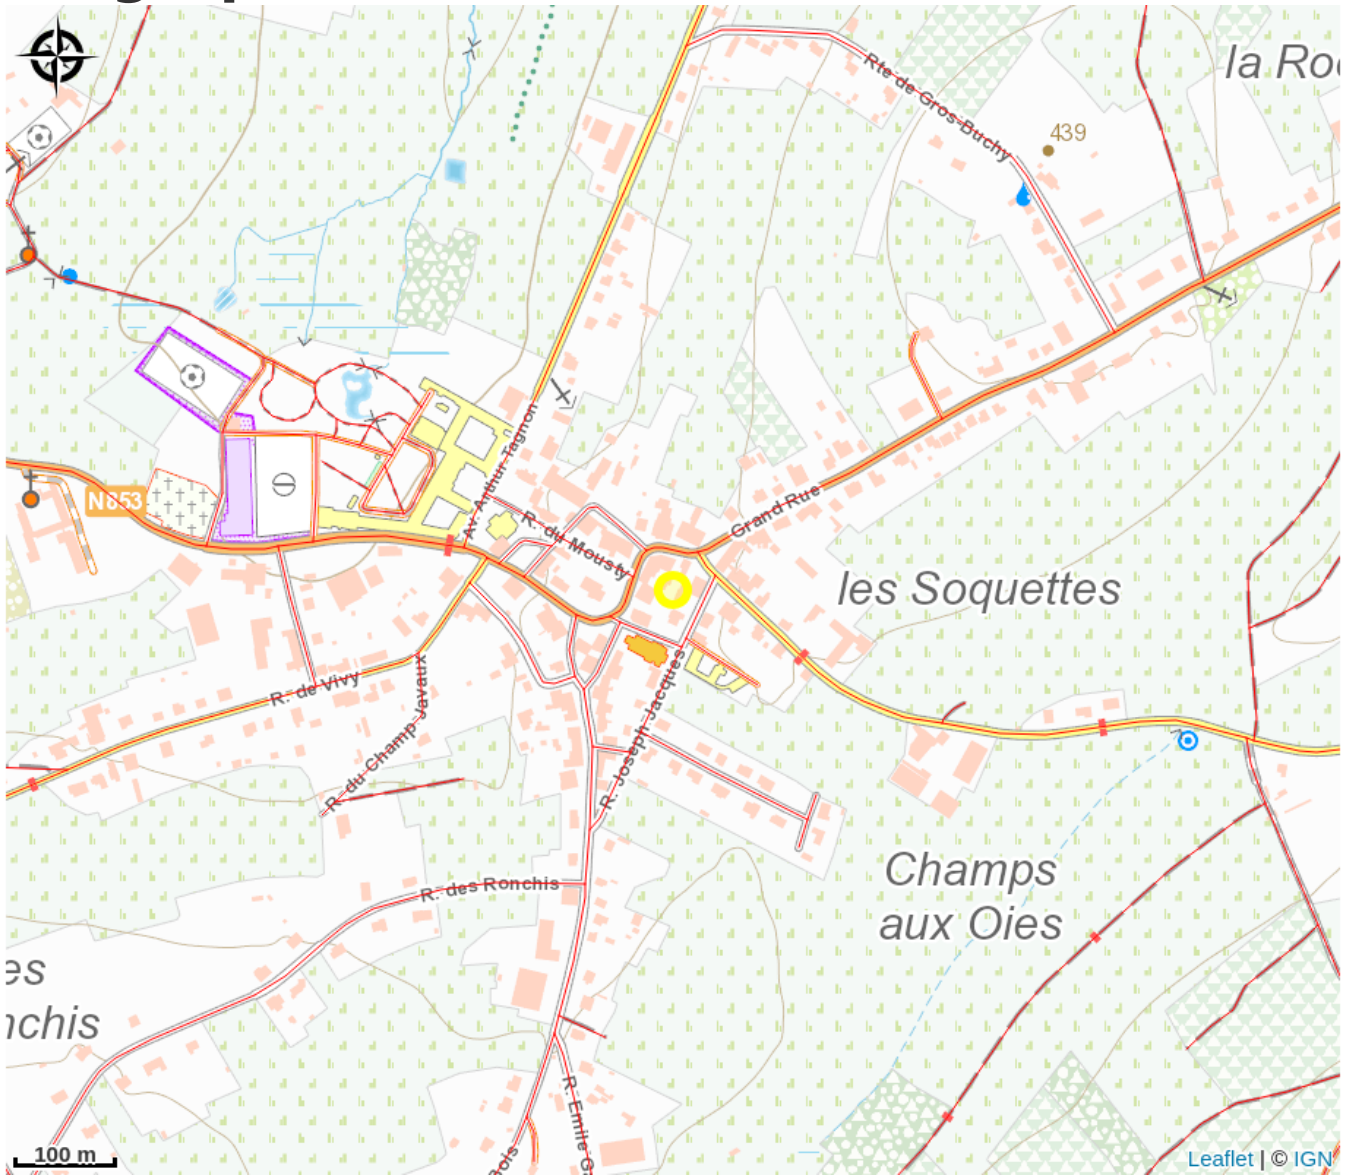 la Ro
Rte de Gros-Buchy
439
Av. Arthur Tagnon
N853
R. du Mousty
Grand Rue
les Soquettes
R. de Vivy
R. du Champ Javaux
R. Joseph Jacques
Champs
aux Oies
R. des Ronchis
es
nchis
R. Emile G
Bois
100 m
Leaflet | © IGN